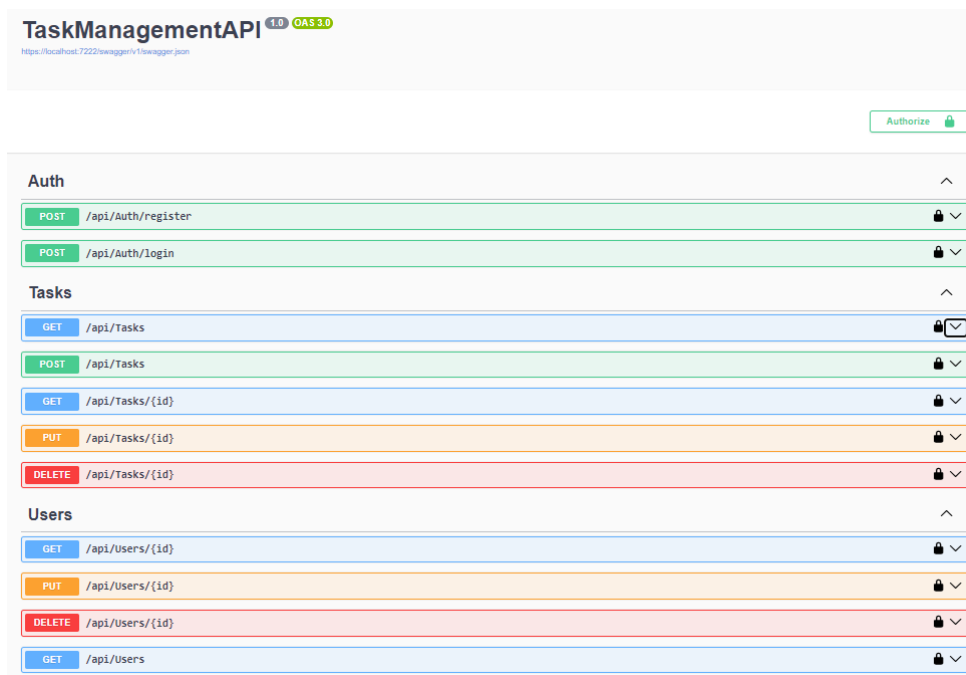 TaskManagementAPI 1.0 OAS 3.0
https://localhost:7222/swagger/v1/swagger.json
Authorize
Auth
POST /api/Auth/register
POST /api/Auth/login
Tasks
GET /api/Tasks
POST /api/Tasks
GET /api/Tasks/{id}
PUT /api/Tasks/{id}
DELETE /api/Tasks/{id}
Users
GET /api/Users/{id}
PUT /api/Users/{id}
DELETE /api/Users/{id}
GET /api/Users